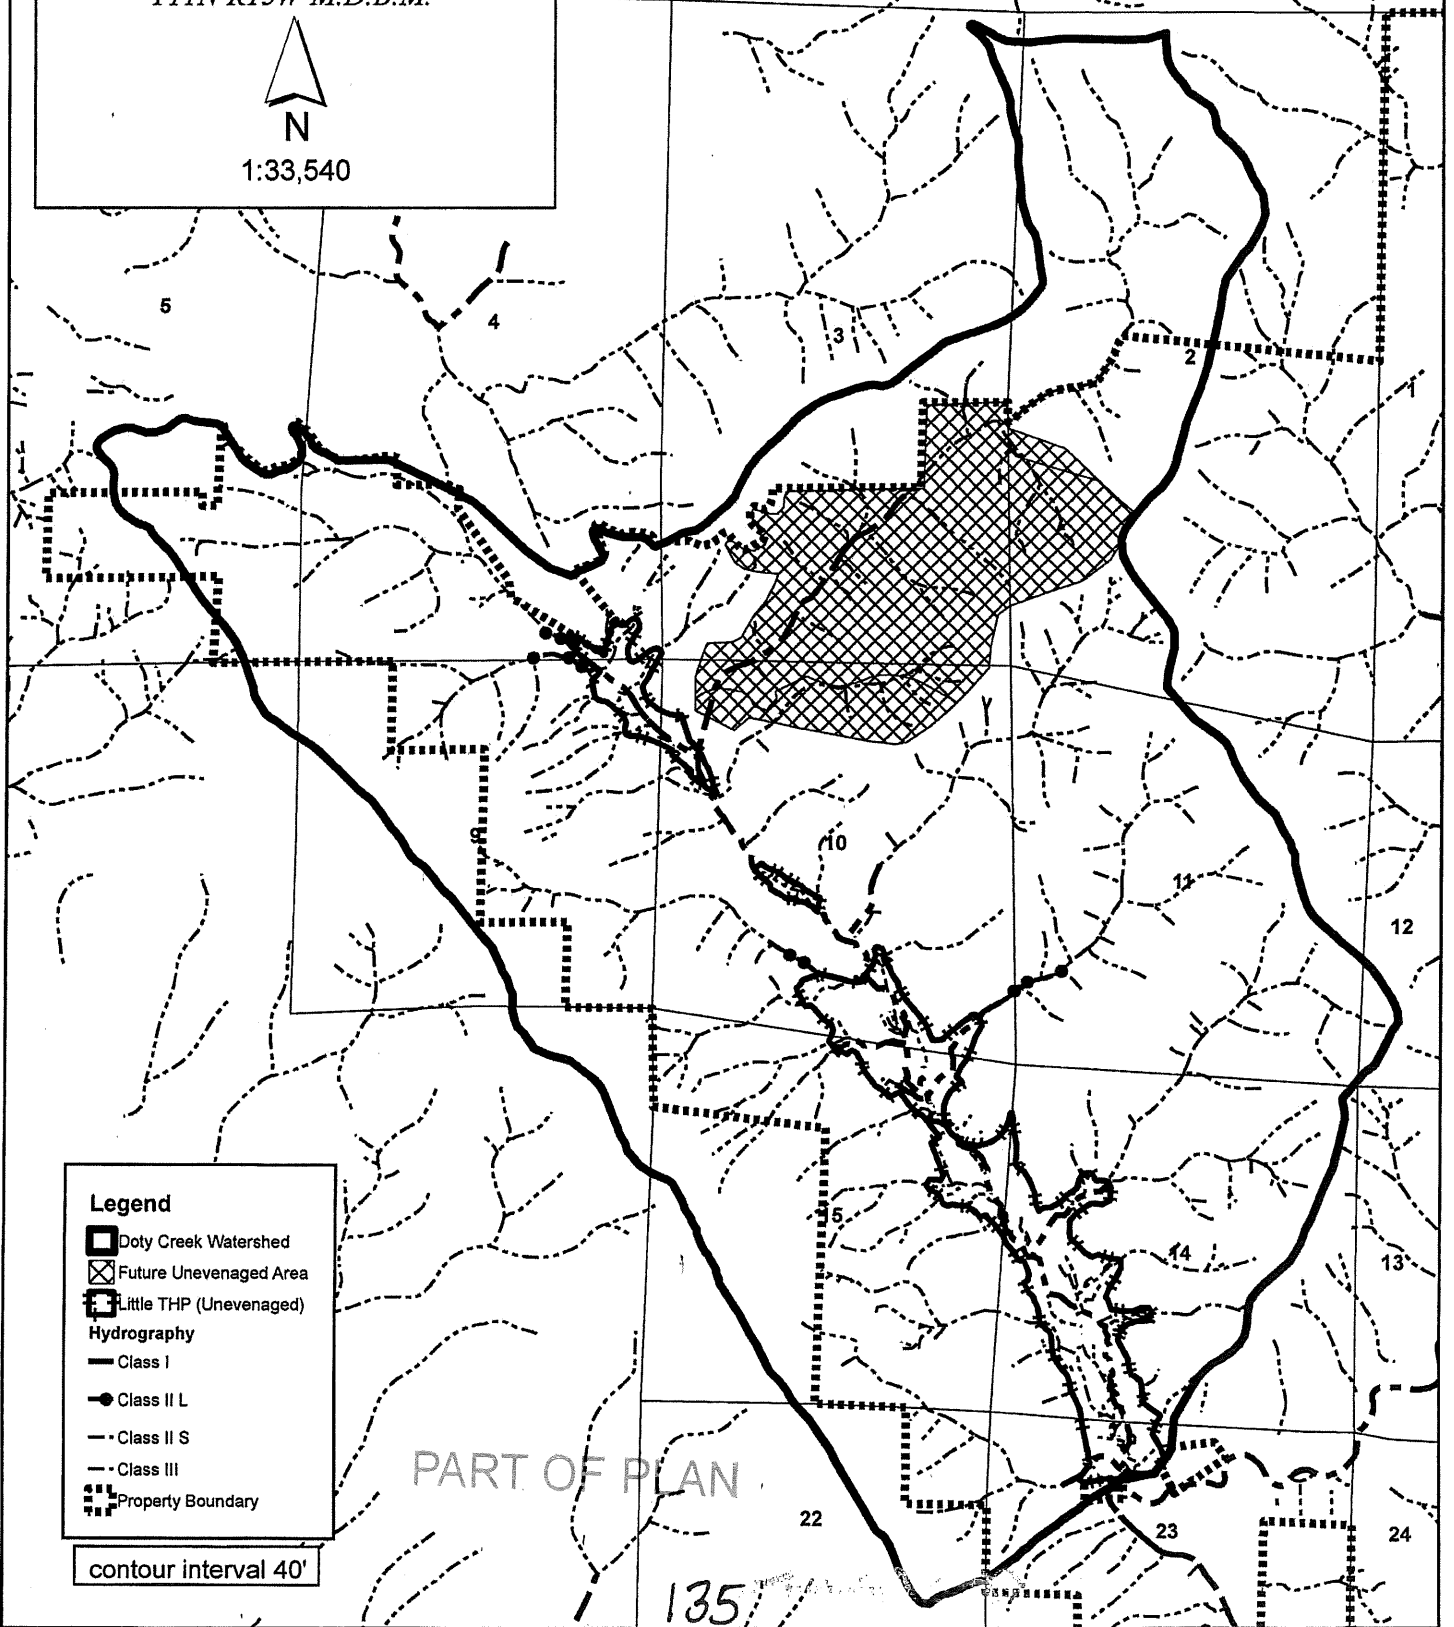 N
1:33,540
5
4
3
2
1
9
10
11
12
15
14
13
22
23
24
Legend
Doty Creek Watershed
Future Unevenaged Area
Little THP (Unevenaged)
Hydrography
Class I
Class II L
Class II S
Class III
Property Boundary
contour interval 40'
PART OF PLAN
135